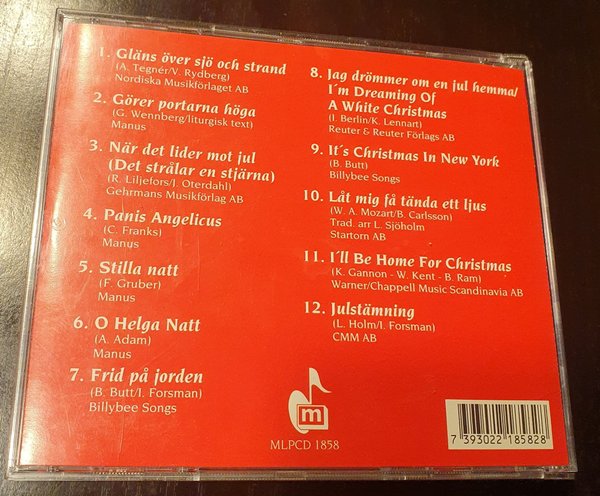 1. Gläns över sjö och strand
(A. Tegnér/V. Rydberg)
Nordiska Musikförlaget AB
2. Görer portarna höga
(G. Wennberg/liturgisk text)
Manus
3. När det lider mot jul
(Det strålar en stjärna)
(R. Liljefors/J. Oterdahl)
Gehrmans Musikförlag AB
4. Panis Angelicus
(C. Franks)
Manus
5. Stilla natt
(F. Gruber)
Manus
6. O Helga Natt
(A. Adam)
Manus
7. Frid på jorden
(B. Butt/I. Forsman)
Billybee Songs
8. Jag drömmer om en jul hemma/
I´m Dreaming Of
A White Christmas
(I. Berlin/K. Lennart)
Reuter & Reuter Förlags AB
9. It´s Christmas In New York
(B. Butt)
Billybee Songs
10. Låt mig få tända ett ljus
(W. A. Mozart/B. Carlsson)
Trad. arr L. Sjöholm
Startorn AB
11. I´ll Be Home For Christmas
(K. Gannon - W. Kent - B. Ram)
Warner/Chappell Music Scandinavia AB
12. Julstämning
(L. Holm/I. Forsman)
CMM AB
m
MLPCD 1858
7 393022 185828